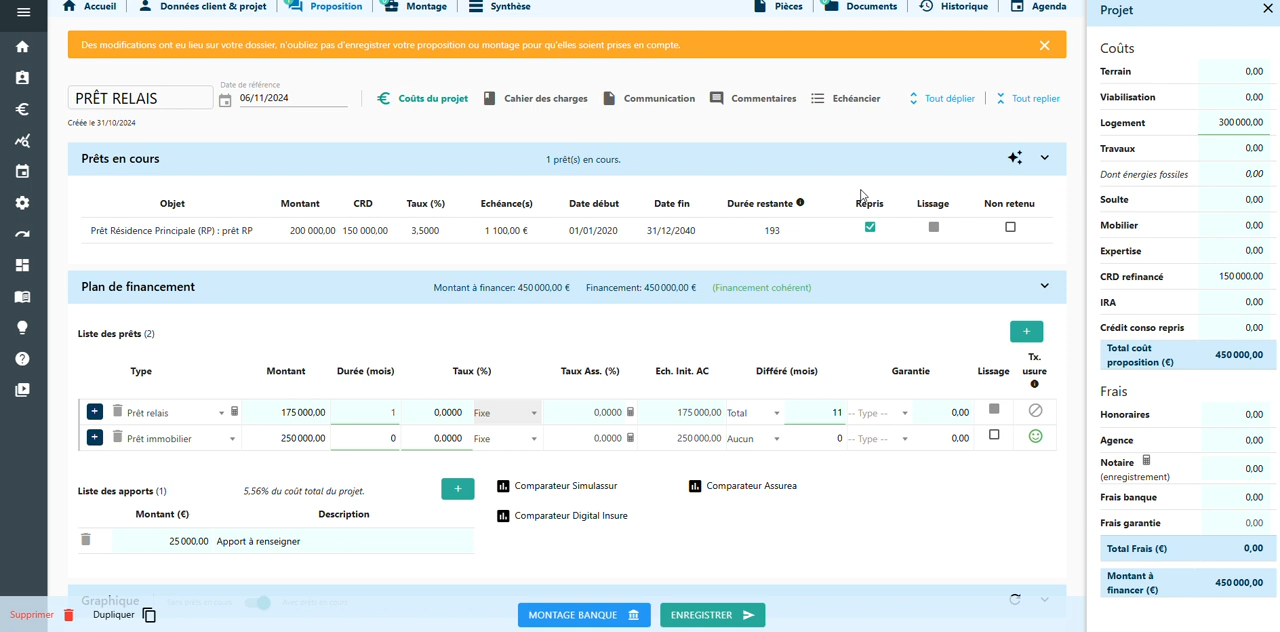 Accueil Données client & projet Proposition Montage Synthèse Pièces Documents Historique Agenda
Des modifications ont eu lieu sur votre dossier, n'oubliez pas d'enregistrer votre proposition ou montage pour qu'elles soient prises en compte.
PRÊT RELAIS
Date de référence
06/11/2024
Coûts du projet Cahier des charges Communication Commentaires Echéancier Tout déplier Tout replier
Créée le 31/10/2024
Prêts en cours 1 prêt(s) en cours.
Objet Montant CRD Taux (%) Echéance(s) Date début Date fin Durée restante Repris Lissage Non retenu
Prêt Résidence Principale (RP) : prêt RP 200 000,00 150 000,00 3,5000 1 100,00 € 01/01/2020 31/12/2040 193
Plan de financement Montant à financer: 450 000,00 € Financement: 450 000,00 € (Financement cohérent)
Liste des prêts (2)
+
Type Montant Durée (mois) Taux (%) Taux Ass. (%) Ech. Init. AC Différé (mois) Garantie Lissage Tx. usure
+ Prêt relais 175 000.00 1 0.0000 Fixe 0.0000 175 000.00 Total 11 -- Type -- 0.00
+ Prêt immobilier 250 000.00 0 0.0000 Fixe 0.0000 250 000.00 Aucun 0 -- Type -- 0.00
Liste des apports (1) 5,56% du coût total du projet. +
Montant (€) Description
25 000,00 Apport à renseigner
Comparateur Simulassur Comparateur Assurea
Comparateur Digital Insure
Graphique Sans prêts en cours Avec prêts en cours
Supprimer Dupliquer MONTAGE BANQUE ENREGISTRER
Projet
Coûts
Terrain 0.00
Viabilisation 0.00
Logement 300 000.00
Travaux 0.00
Dont énergies fossiles 0.00
Soulte 0.00
Mobilier 0.00
Expertise 0.00
CRD refinancé 150 000.00
IRA 0.00
Crédit conso repris 0.00
Total coût
proposition (€) 450 000,00
Frais
Honoraires 0.00
Agence 0.00
Notaire
(enregistrement) 0.00
Frais banque 0.00
Frais garantie 0.00
Total Frais (€) 0,00
Montant à
financer (€) 450 000,00